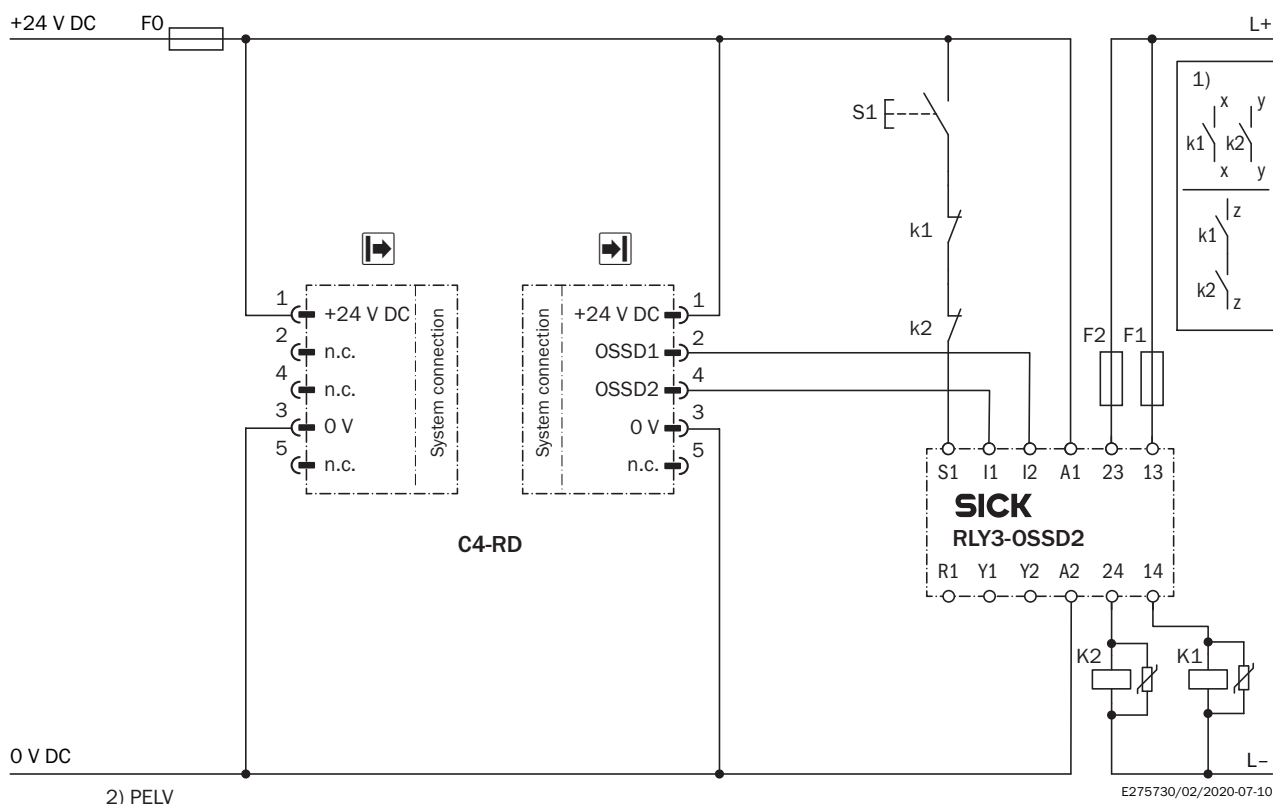 +24 V DC F0 L+
1)
x y
k1 k2
x y
z
k1
k2
z
S1
k1
k2
F2 F1
1 +24 V DC
2 n.c.
4 n.c.
3 0 V
5 n.c.
System connection
System connection
+24 V DC 1
OSSD1 2
OSSD2 4
0 V 3
n.c. 5
C4-RD
S1 I1 I2 A1 23 13
SICK
RLY3-OSSD2
R1 Y1 Y2 A2 24 14
K2 K1
0 V DC L–
2) PELV
E275730/02/2020-07-10